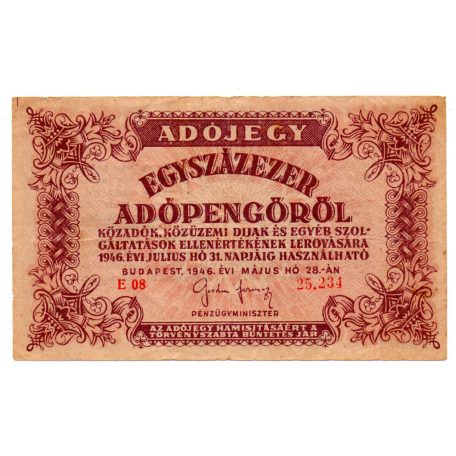 ADÓJEGY
EGYSZÁZEZER
ADÓPENGŐRŐL
KÖZADÓK, KÖZÜZEMI DIJAK ÉS EGYÉB SZOL-
GÁLTATÁSOK ELLENÉRTÉKÉNEK LEROVÁSÁRA
1946. ÉVI JULIUS HÓ 31. NAPJÁIG HASZNÁLHATÓ
BUDAPEST, 1946. ÉVI MÁJUS HÓ 28.-ÁN
E 08 25,234
PÉNZÜGYMINISZTER
AZ ADÓJEGY HAMISITÁSAÉRT A
TÖRVÉNYSZABTA BÜNTETÉS JÁR